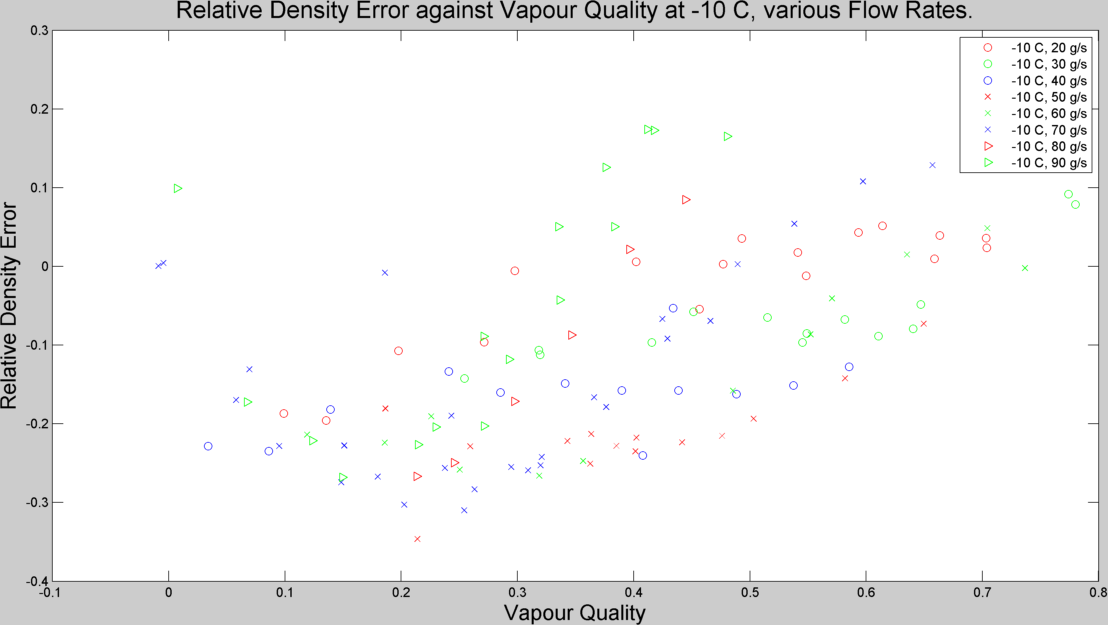 Relative Density Error against Vapour Quality at -10 C, various Flow Rates.
0.3
0.2
0.1
0
-0.1
-0.2
-0.3
-0.4
Relative Density Error
-10 C, 20 g/s
-10 C, 30 g/s
-10 C, 40 g/s
-10 C, 50 g/s
-10 C, 60 g/s
-10 C, 70 g/s
-10 C, 80 g/s
-10 C, 90 g/s
-0.1 0 0.1 0.2 0.3 0.4 0.5 0.6 0.7 0.8
Vapour Quality